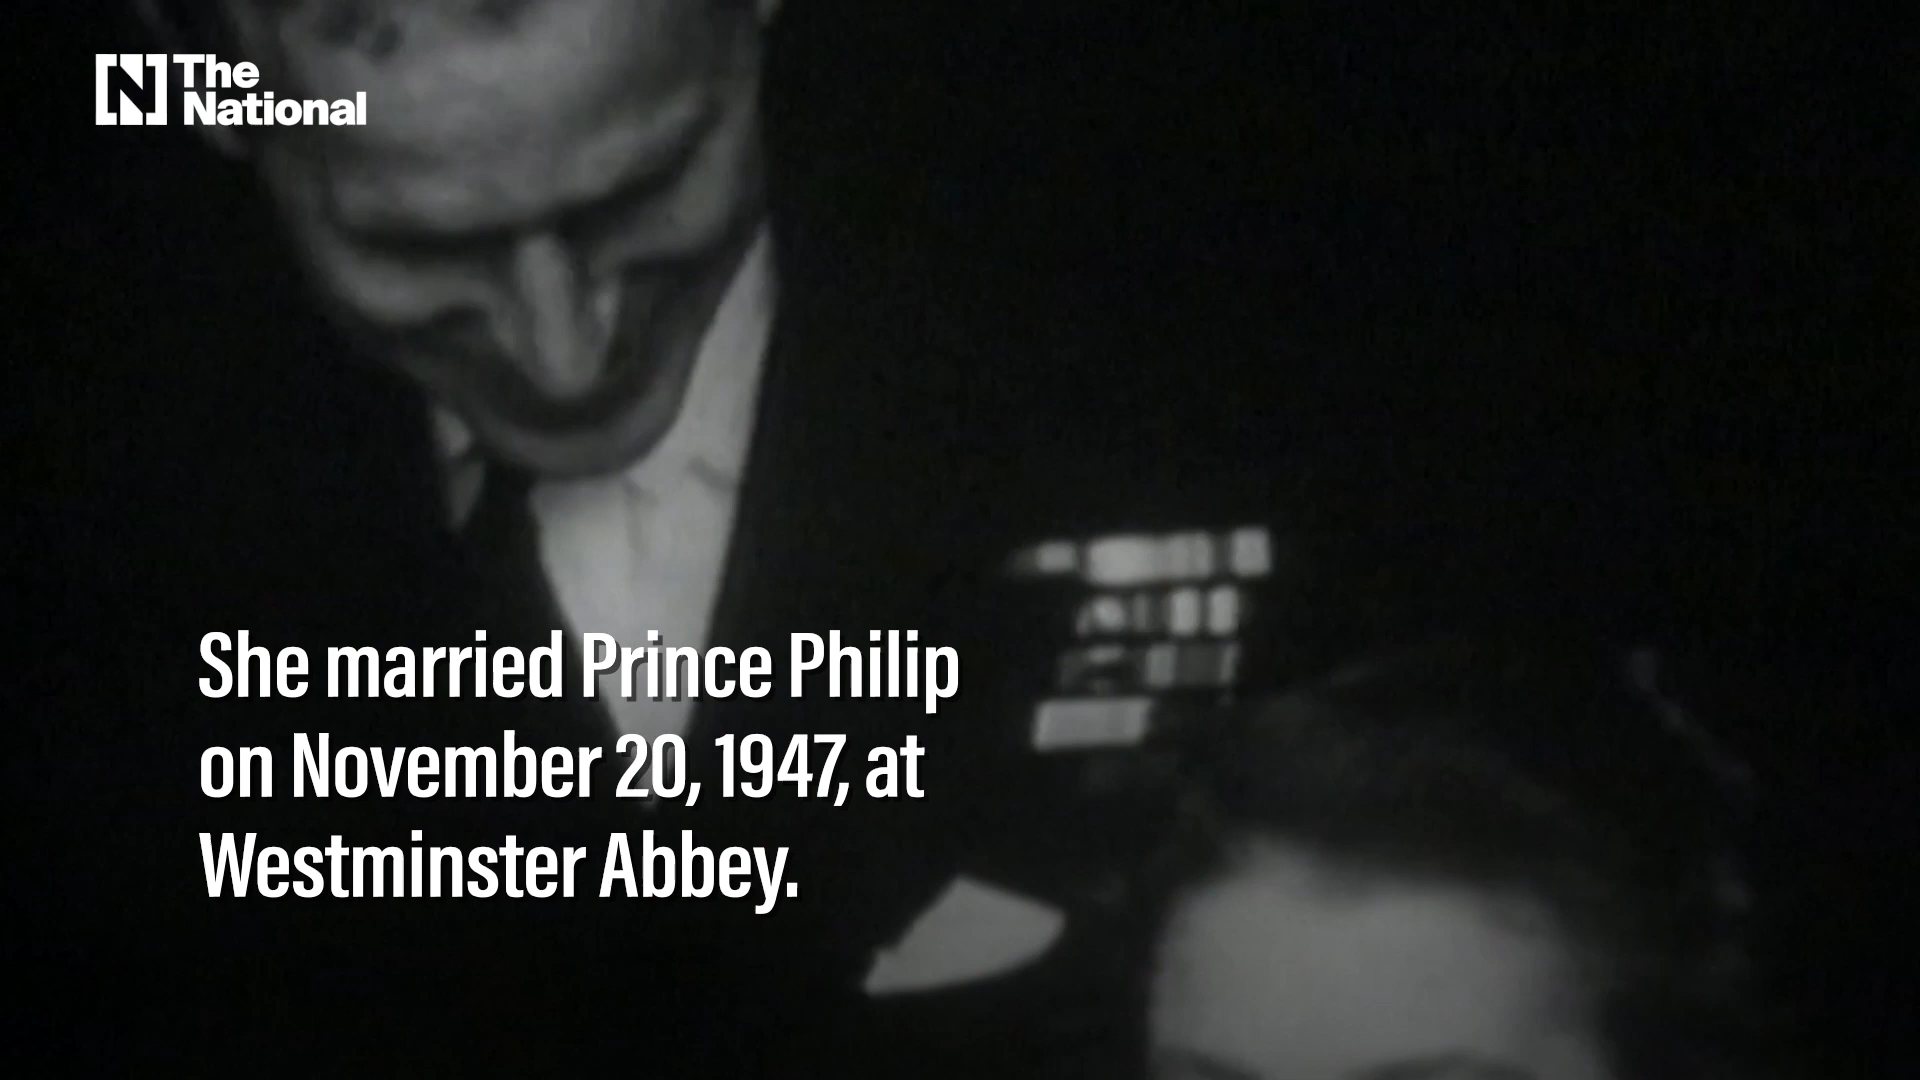 The
National
She married Prince Philip
on November 20, 1947, at
Westminster Abbey.